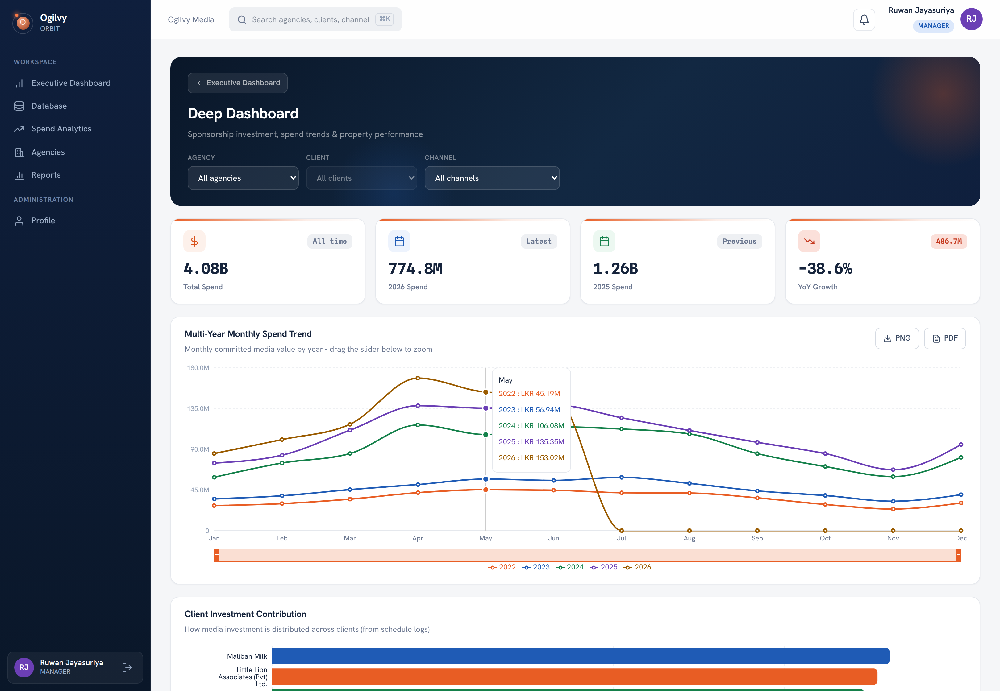 Ogilvy
ORBIT
WORKSPACE
Executive Dashboard
Database
Spend Analytics
Agencies
Reports
ADMINISTRATION
Profile
RJ
Ruwan Jayasuriya
MANAGER
Ogilvy Media
Search agencies, clients, channel
⌘K
Ruwan Jayasuriya
MANAGER
RJ
Executive Dashboard
Deep Dashboard
Sponsorship investment, spend trends & property performance
AGENCY
CLIENT
CHANNEL
All agencies
All clients
All channels
All time
4.08B
Total Spend
Latest
774.8M
2026 Spend
Previous
1.26B
2025 Spend
486.7M
-38.6%
YoY Growth
Multi-Year Monthly Spend Trend
Monthly committed media value by year - drag the slider below to zoom
PNG
PDF
180.0M
135.0M
90.0M
45.0M
0
May
2022 : LKR 45.19M
2023 : LKR 56.94M
2024 : LKR 106.08M
2025 : LKR 135.35M
2026 : LKR 153.02M
Jan Feb Mar Apr May Jun Jul Aug Sep Oct Nov Dec
2022 2023 2024 2025 2026
Client Investment Contribution
How media investment is distributed across clients (from schedule logs)
Maliban Milk
Little Lion
Associates (Pvt)
Ltd.